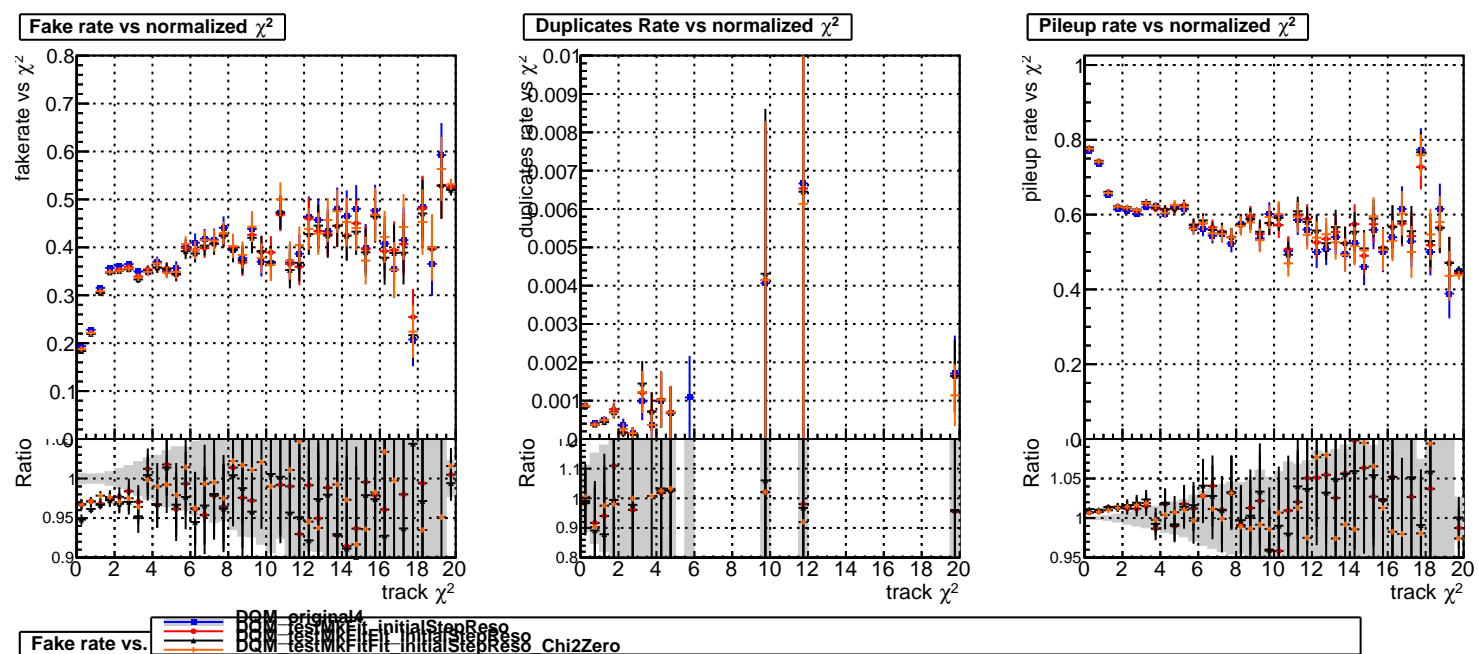 Fake rate vs normalized χ²
Duplicates Rate vs normalized χ²
Pileup rate vs normalized χ²
fakerate vs χ²
0.8
0.7
0.6
0.5
0.4
0.3
0.2
0.1
Ratio
1
0.95
0.9
0 2 4 6 8 10 12 14 16 18 20
track χ²
duplicates rate vs χ²
0.01
0.009
0.008
0.007
0.006
0.005
0.004
0.003
0.002
0.001
0
Ratio
1.1
1
0.9
0.8
0 2 4 6 8 10 12 14 16 18 20
track χ²
pileup rate vs χ²
1
0.8
0.6
0.4
0.2
0
Ratio
1.05
1
0.95
0 2 4 6 8 10 12 14 16 18 20
track χ²
Fake rate vs.
DQM_original4
DQM_testMkFitFit_initialStepReso
DQM_testMkFitFit_initialStepReso_Chi2Zero